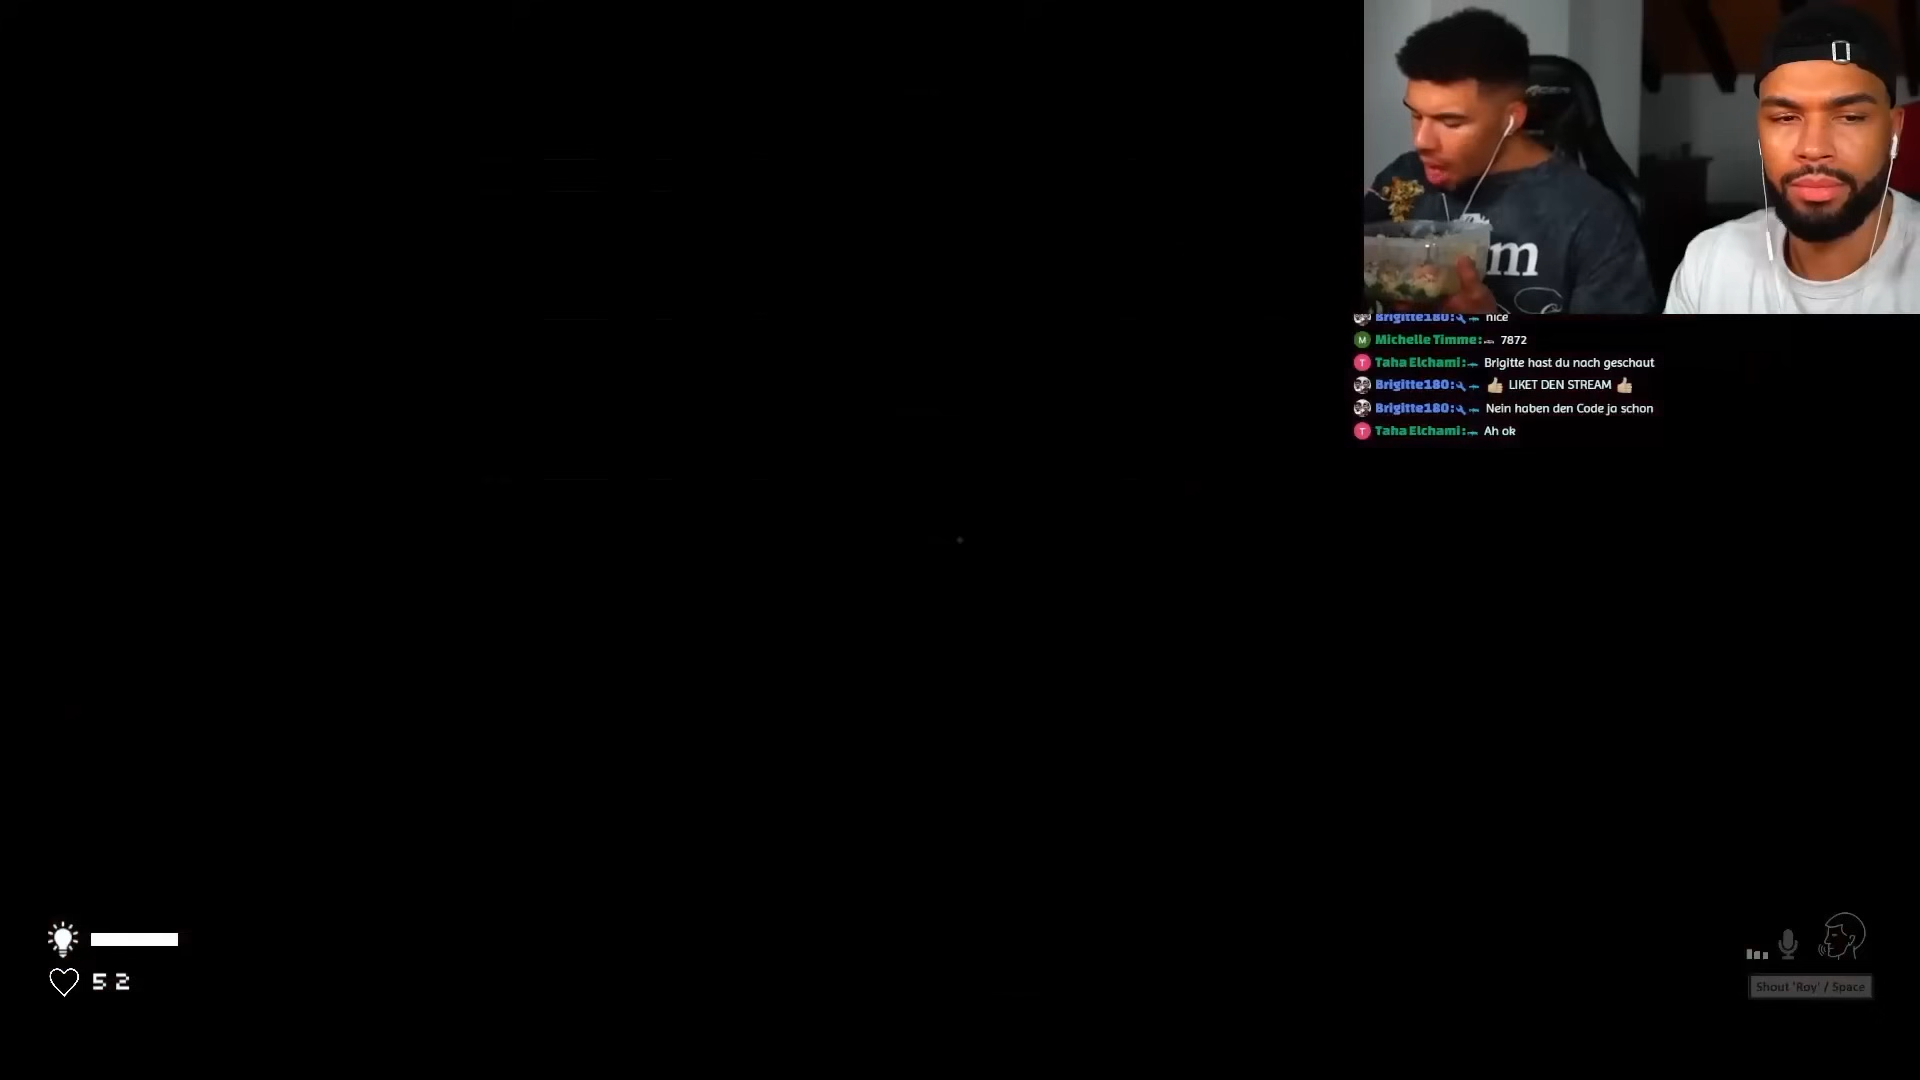 m
Brigitte180: nice
Michelle Timme: 7872
Taha Elchami: Brigitte hast du nach geschaut
Brigitte180: 👍 LIKET DEN STREAM 👍
Brigitte180: Nein haben den Code ja schon
Taha Elchami: Ah ok
52
Shout 'Roy' / Space